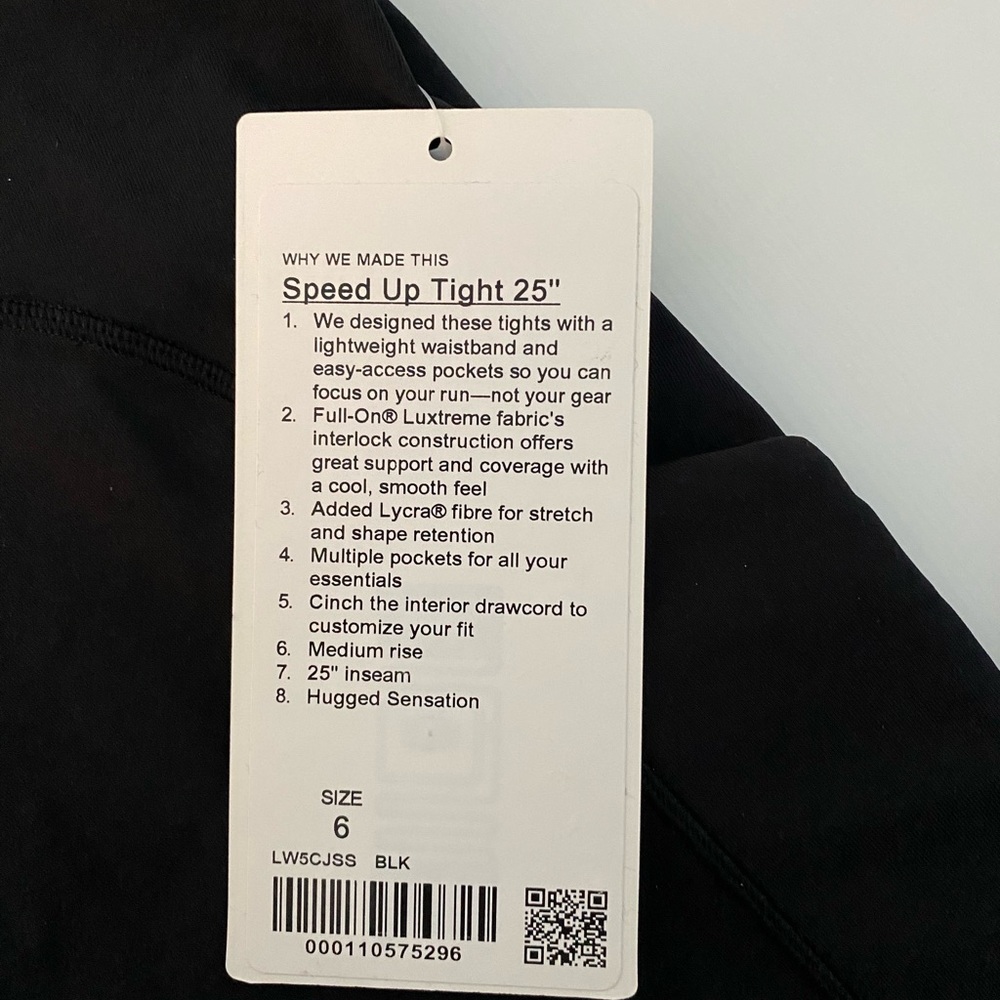 WHY WE MADE THIS
Speed Up Tight 25"
1. We designed these tights with a
lightweight waistband and
easy-access pockets so you can
focus on your run—not your gear
2. Full-On® Luxtreme fabric's
interlock construction offers
great support and coverage with
a cool, smooth feel
3. Added Lycra® fibre for stretch
and shape retention
4. Multiple pockets for all your
essentials
5. Cinch the interior drawcord to
customize your fit
6. Medium rise
7. 25" inseam
8. Hugged Sensation
SIZE
6
LW5CJSS BLK
000110575296